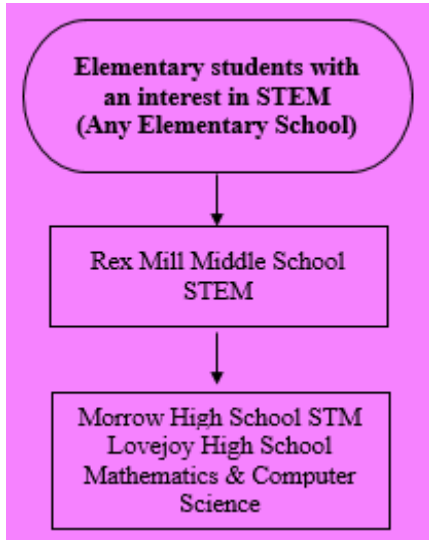 Elementary students with
an interest in STEM
(Any Elementary School)
Rex Mill Middle School
STEM
Morrow High School STM
Lovejoy High School
Mathematics & Computer
Science